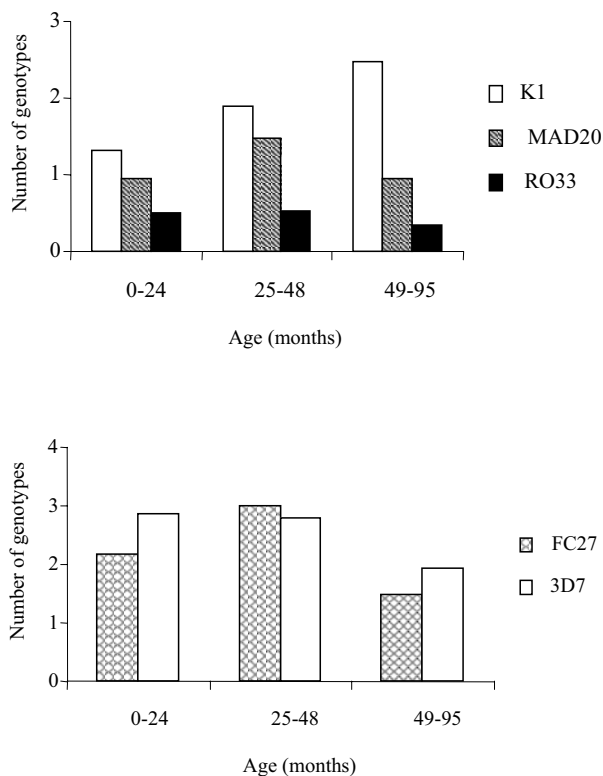 Number of genotypes
3
2
1
0
0-24
25-48
49-95
Age (months)
K1
MAD20
RO33
Number of genotypes
4
3
2
1
0
0-24
25-48
49-95
Age (months)
FC27
3D7